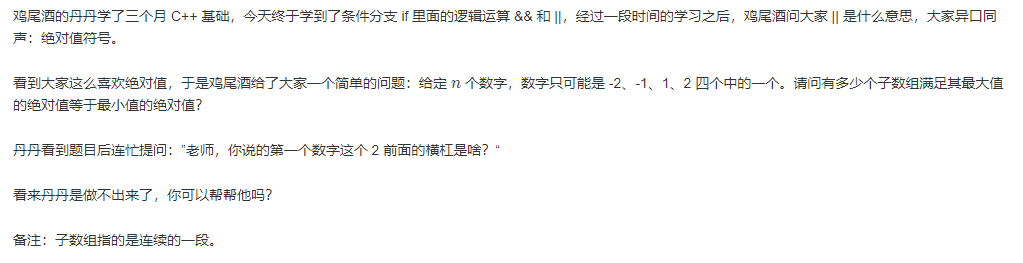 鸡尾酒的丹丹学了三个月 C++ 基础，今天终于学到了条件分支 if 里面的逻辑运算 && 和 ||，经过一段时间的学习之后，鸡尾酒问大家 || 是什么意思，大家异口同
声：绝对值符号。
看到大家这么喜欢绝对值，于是鸡尾酒给了大家一个简单的问题：给定 n 个数字，数字只可能是 -2、-1、1、2 四个中的一个。请问有多少个子数组满足其最大值
的绝对值等于最小值的绝对值？
丹丹看到题目后连忙提问："老师，你说的第一个数字这个 2 前面的横杠是啥？“
看来丹丹是做不出来了，你可以帮帮他吗？
备注：子数组指的是连续的一段。